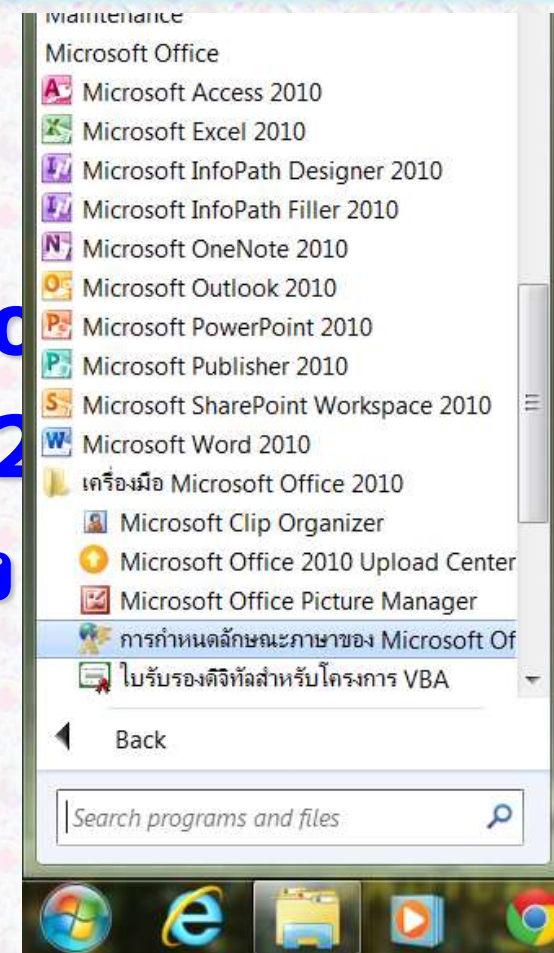 Maintenance
Microsoft Office
Microsoft Access 2010
Microsoft Excel 2010
Microsoft InfoPath Designer 2010
Microsoft InfoPath Filler 2010
Microsoft OneNote 2010
Microsoft Outlook 2010
Microsoft PowerPoint 2010
Microsoft Publisher 2010
Microsoft SharePoint Workspace 2010
Microsoft Word 2010
เครื่องมือ Microsoft Office 2010
Microsoft Clip Organizer
Microsoft Office 2010 Upload Center
Microsoft Office Picture Manager
การกำหนดลักษณะภาษาของ Microsoft Of
ใบรับรองดิจิทัลสำหรับโครงการ VBA
Back
Search programs and files